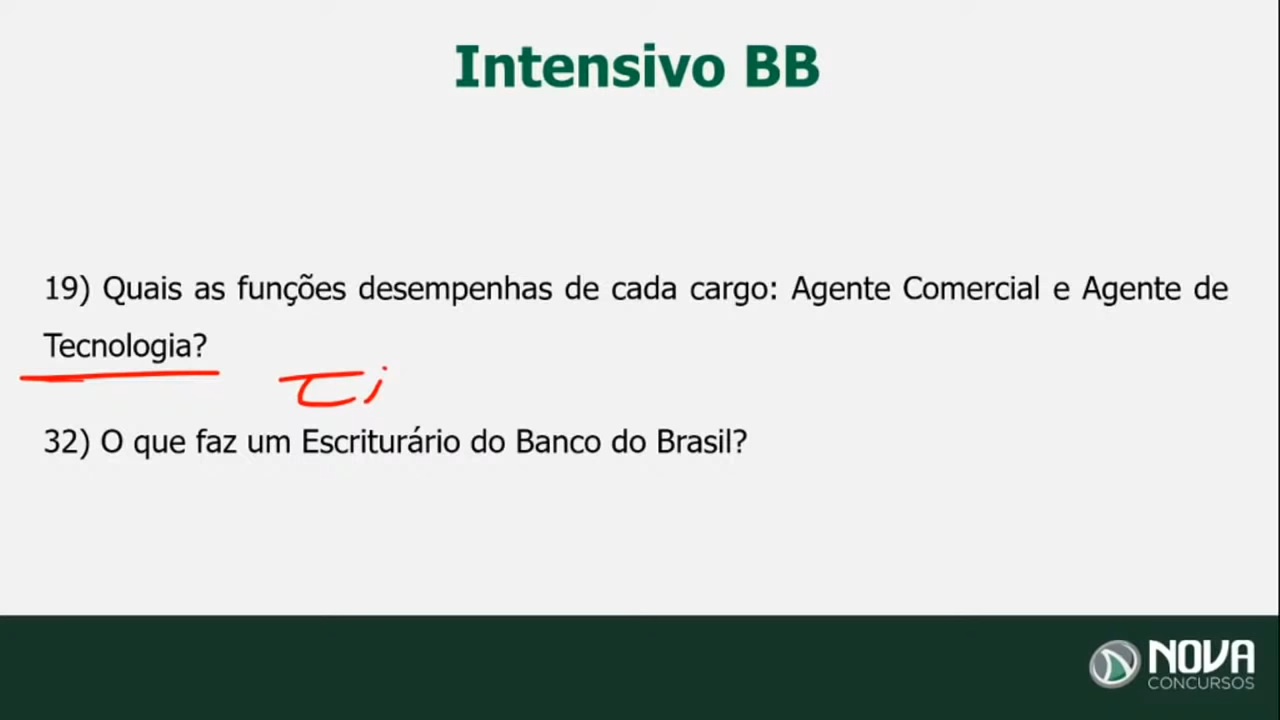 Intensivo BB
19) Quais as funções desempenhas de cada cargo: Agente Comercial e Agente de
Tecnologia?
Ti
32) O que faz um Escriturário do Banco do Brasil?
NOVA
CONCURSOS